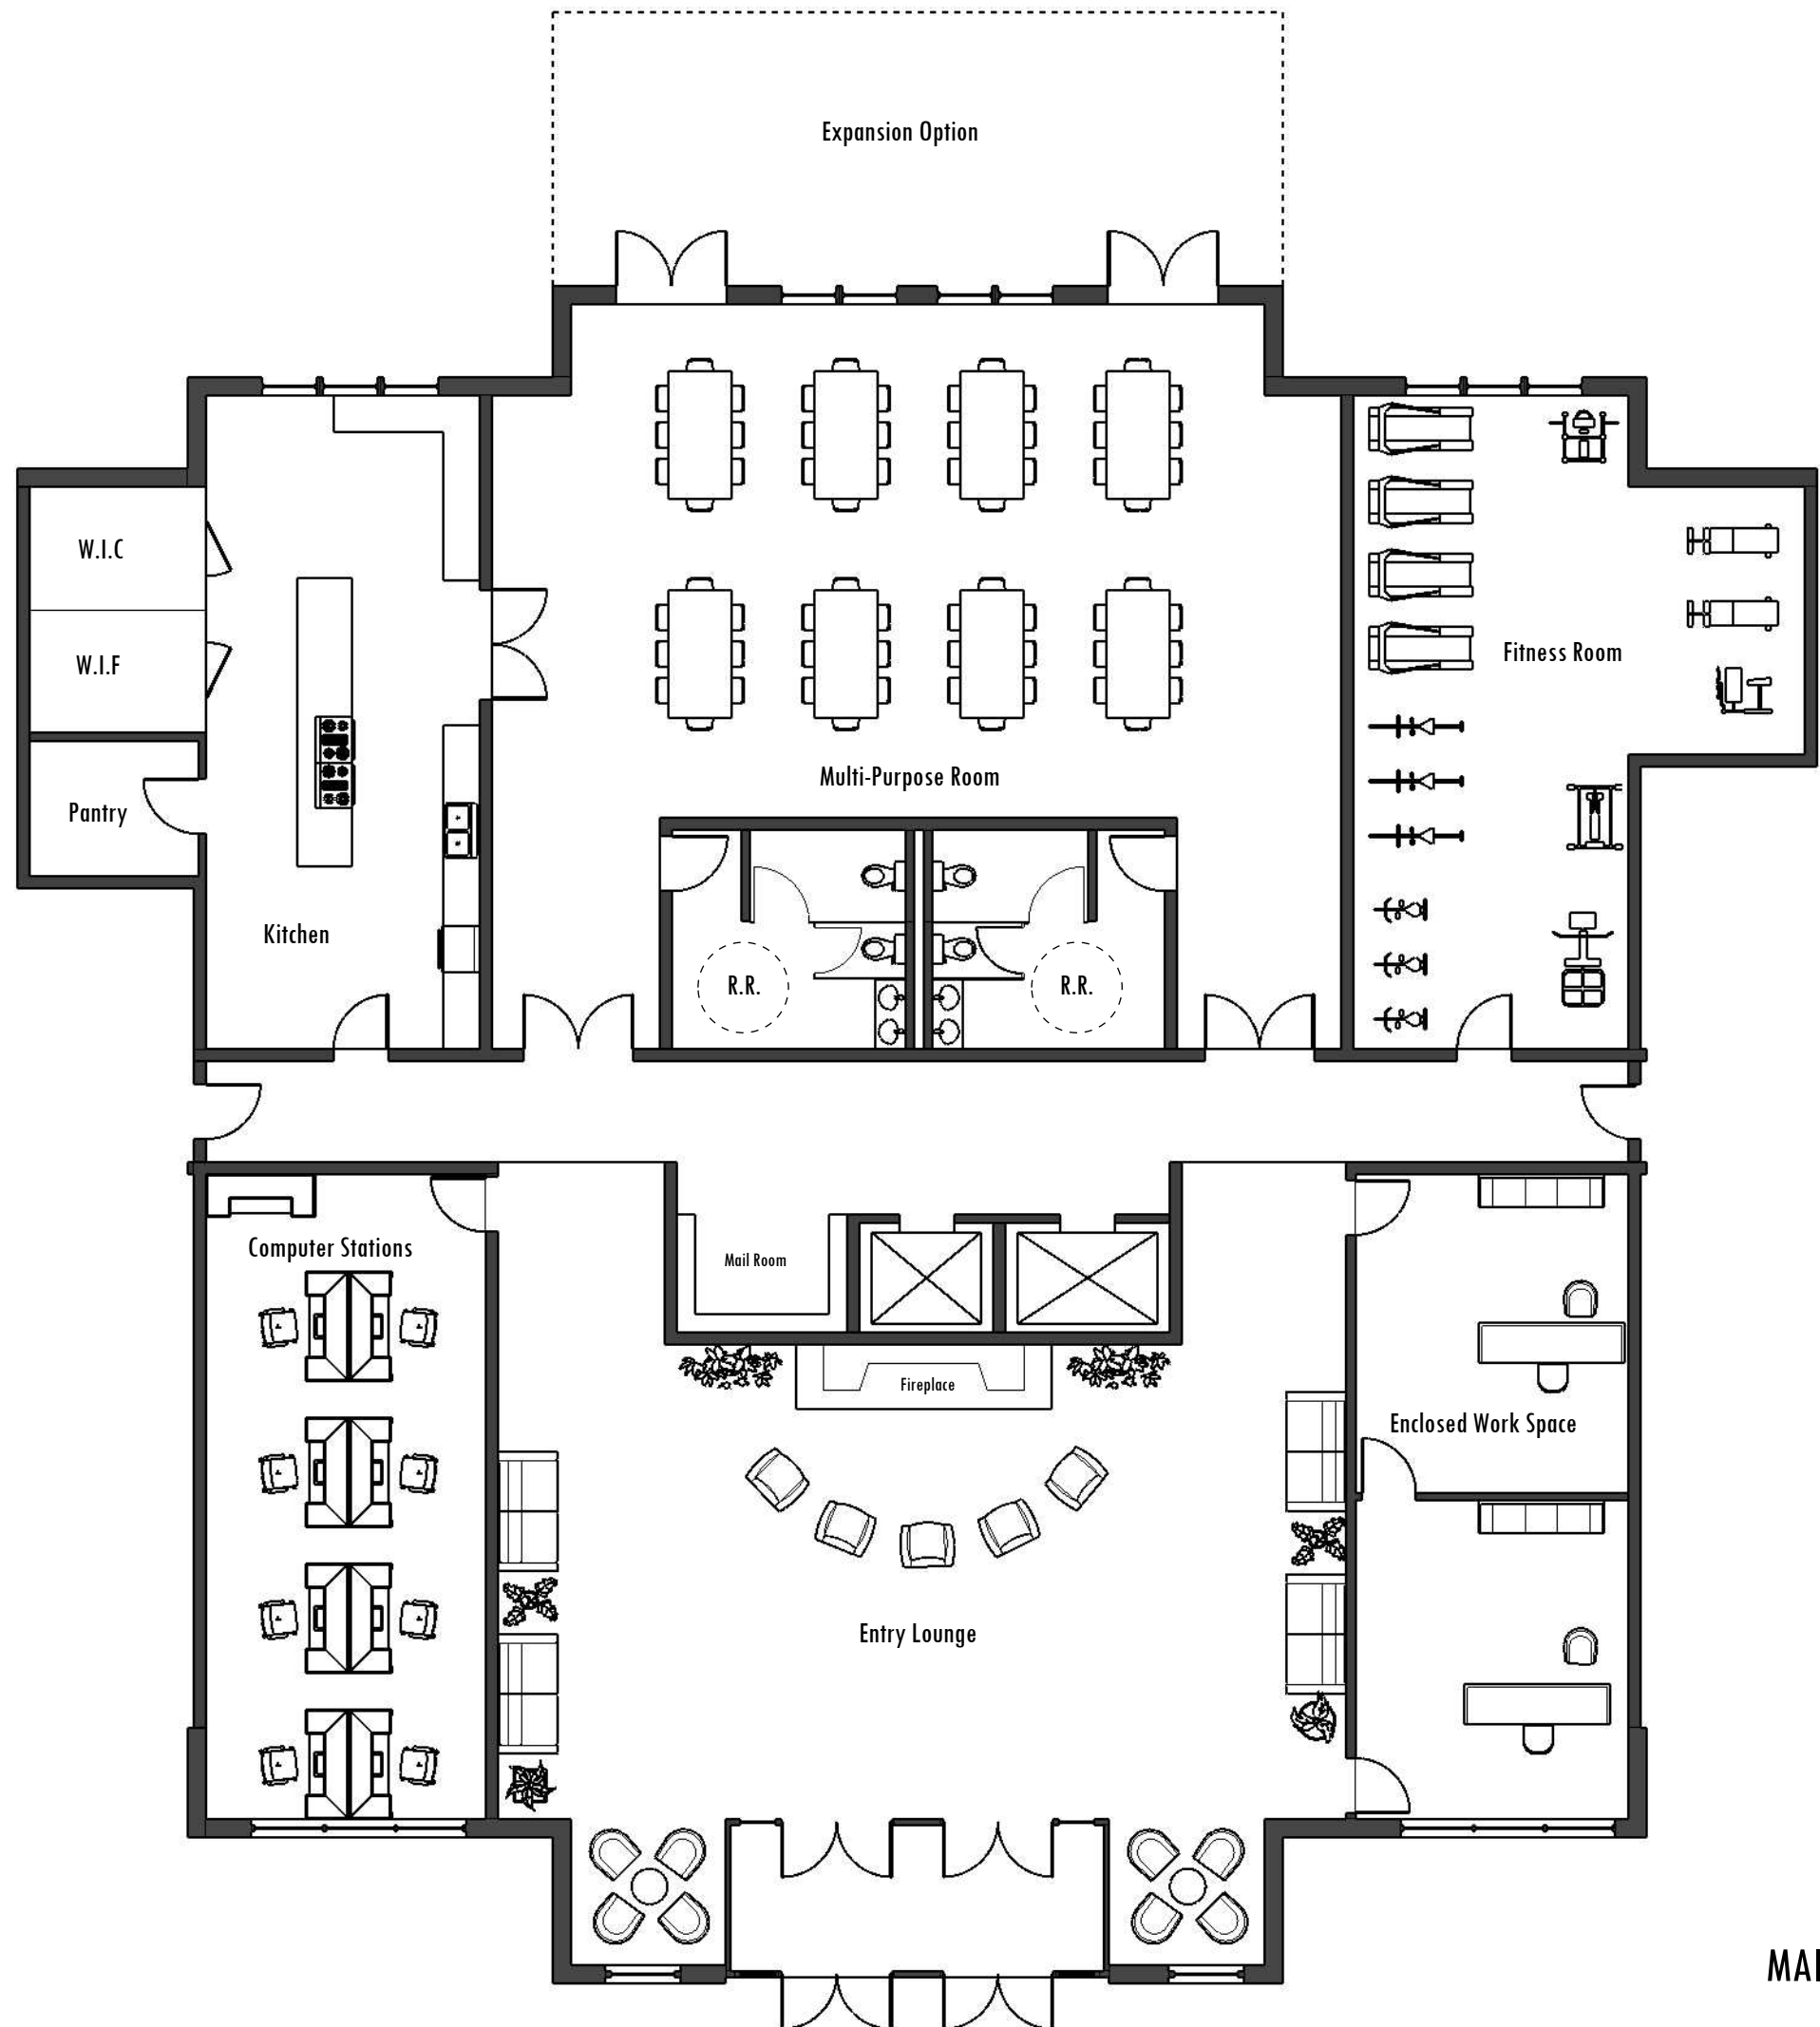 Expansion Option
W.I.C
W.I.F
Fitness Room
Multi-Purpose Room
Pantry
Kitchen
R.R.
R.R.
Computer Stations
Mail Room
Fireplace
Enclosed Work Space
Entry Lounge